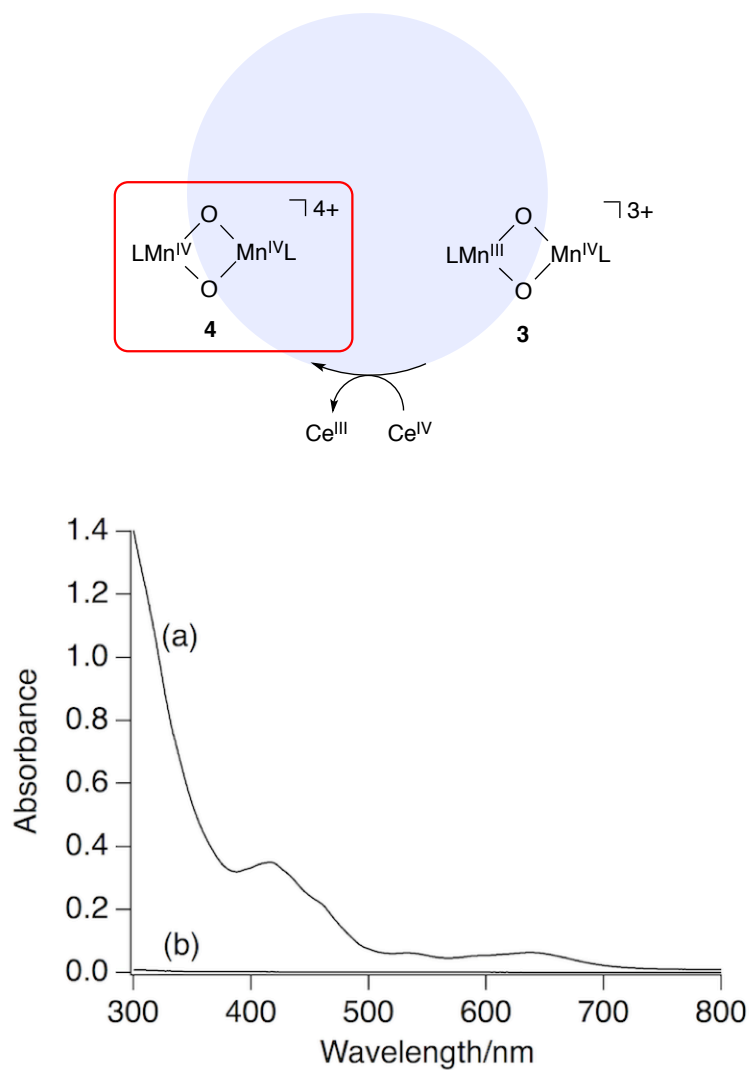 O O
4+ 3+
LMnIV MnIVL LMnIII MnIVL
O O
4 3
CeIII CeIV
1.4
1.2
(a)
1.0
0.8
0.6
0.4
0.2
(b)
0.0
Absorbance
300 400 500 600 700 800
Wavelength/nm